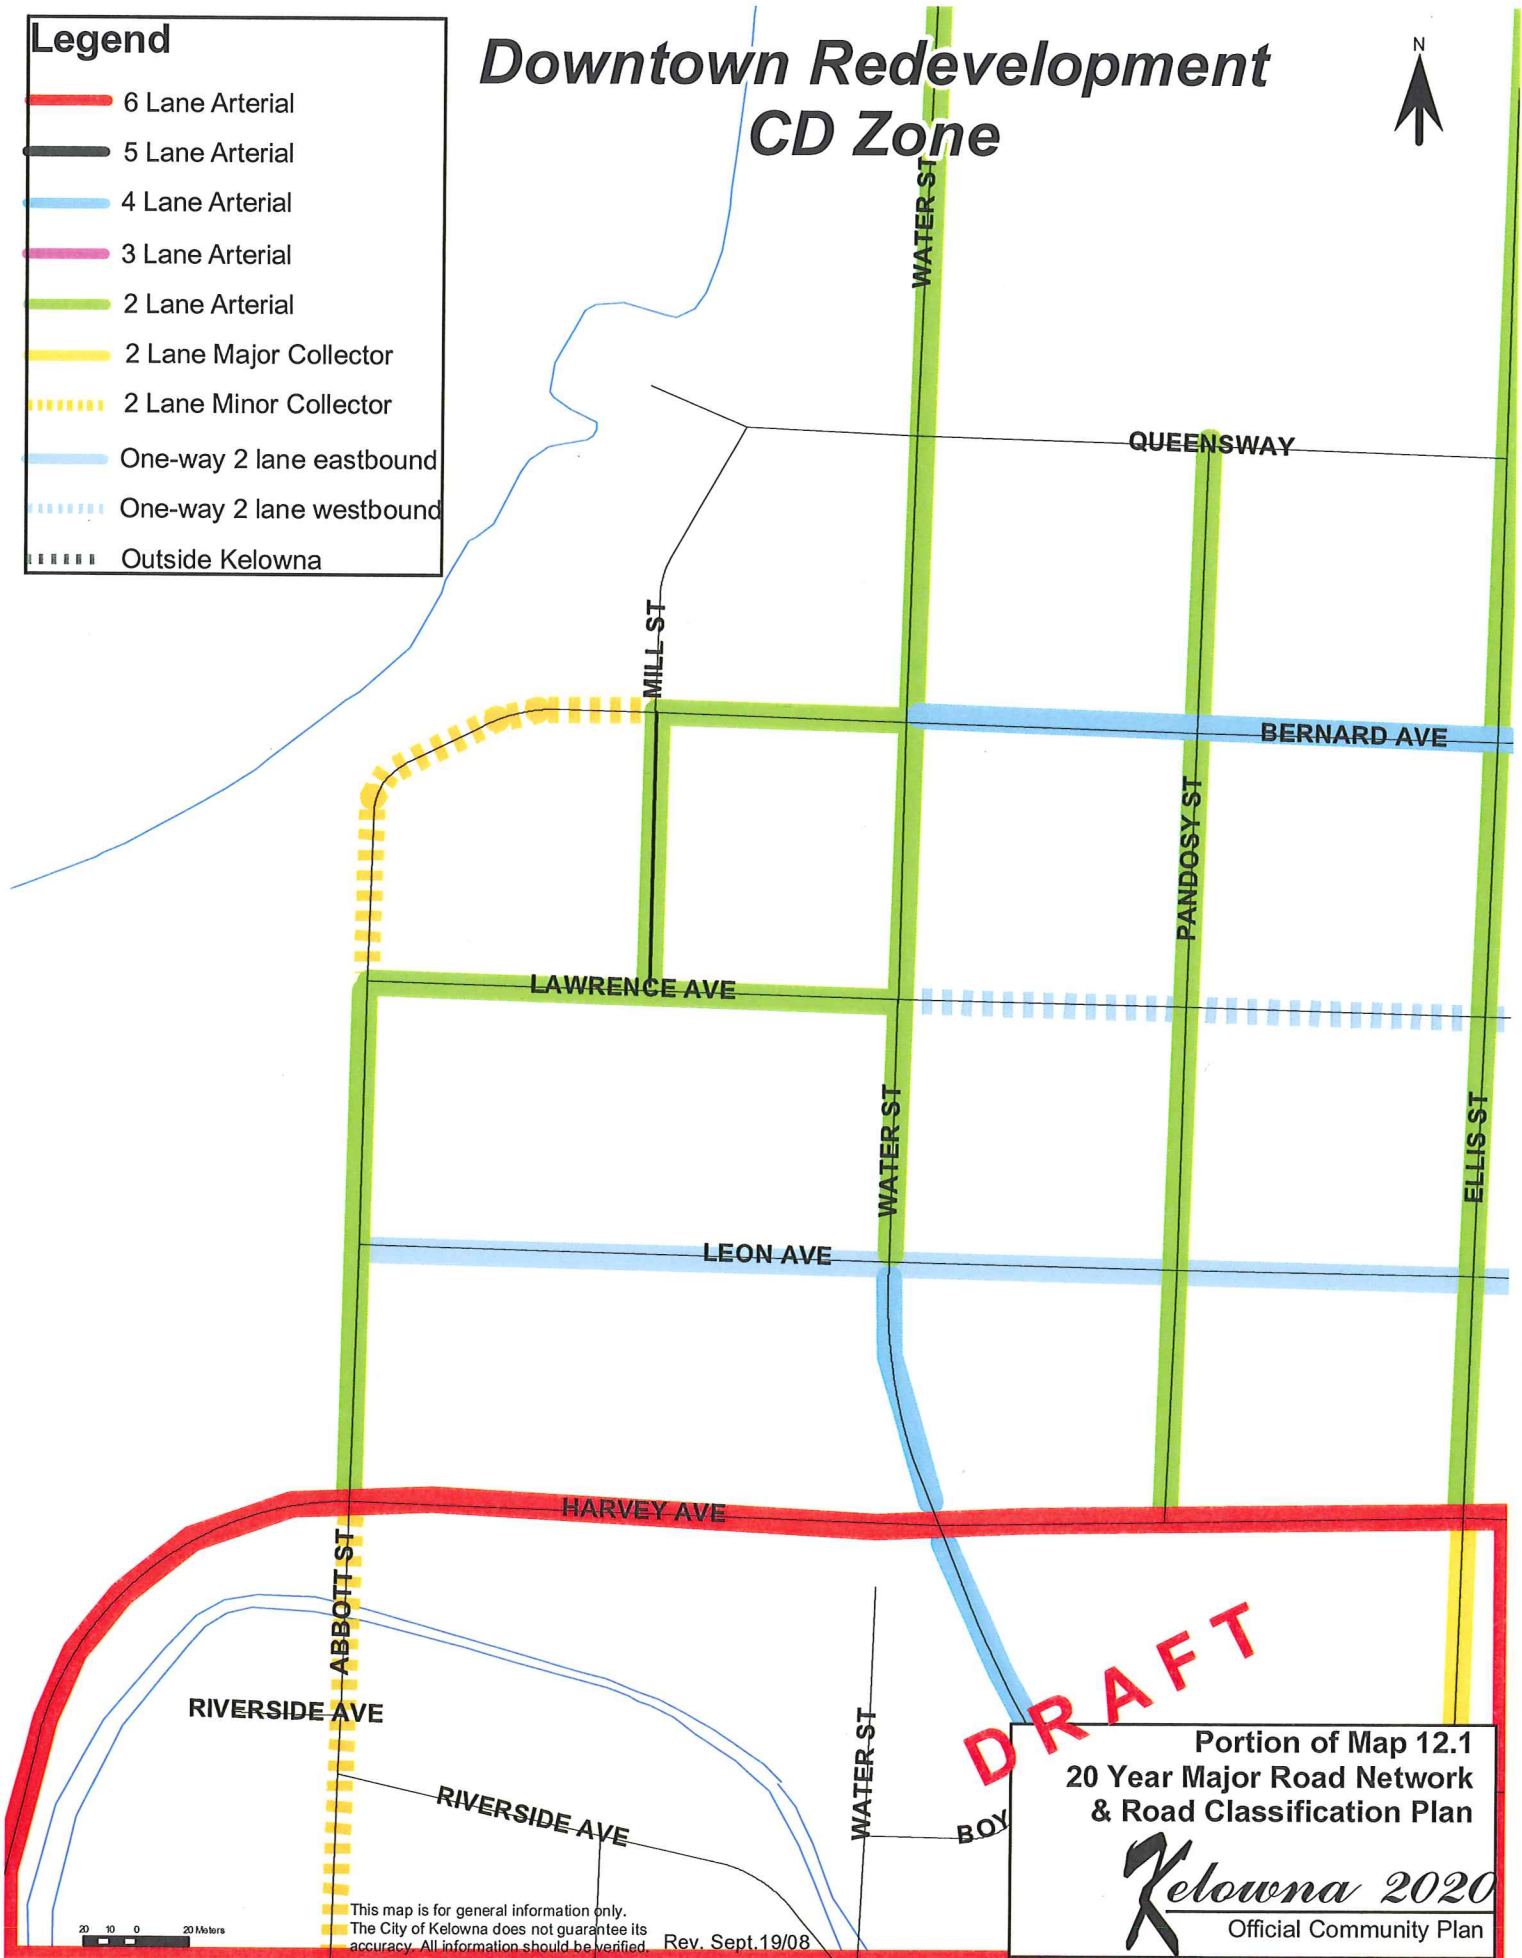 Legend
6 Lane Arterial
5 Lane Arterial
4 Lane Arterial
3 Lane Arterial
2 Lane Arterial
2 Lane Major Collector
2 Lane Minor Collector
One-way 2 lane eastbound
One-way 2 lane westbound
Outside Kelowna
Downtown Redevelopment
CD Zone
N
WATER ST
QUEENSWAY
MILL ST
BERNARD AVE
PANDOSY ST
LAWRENCE AVE
WATER ST
ELLIS ST
LEON AVE
HARVEY AVE
ABBOTT ST
RIVERSIDE AVE
RIVERSIDE AVE
WATER ST
BOY
DRAFT
Portion of Map 12.1
20 Year Major Road Network
& Road Classification Plan
Kelowna 2020
Official Community Plan
20 10 0 20 Meters
This map is for general information only.
The City of Kelowna does not guarantee its
accuracy. All information should be verified.
Rev. Sept.19/08